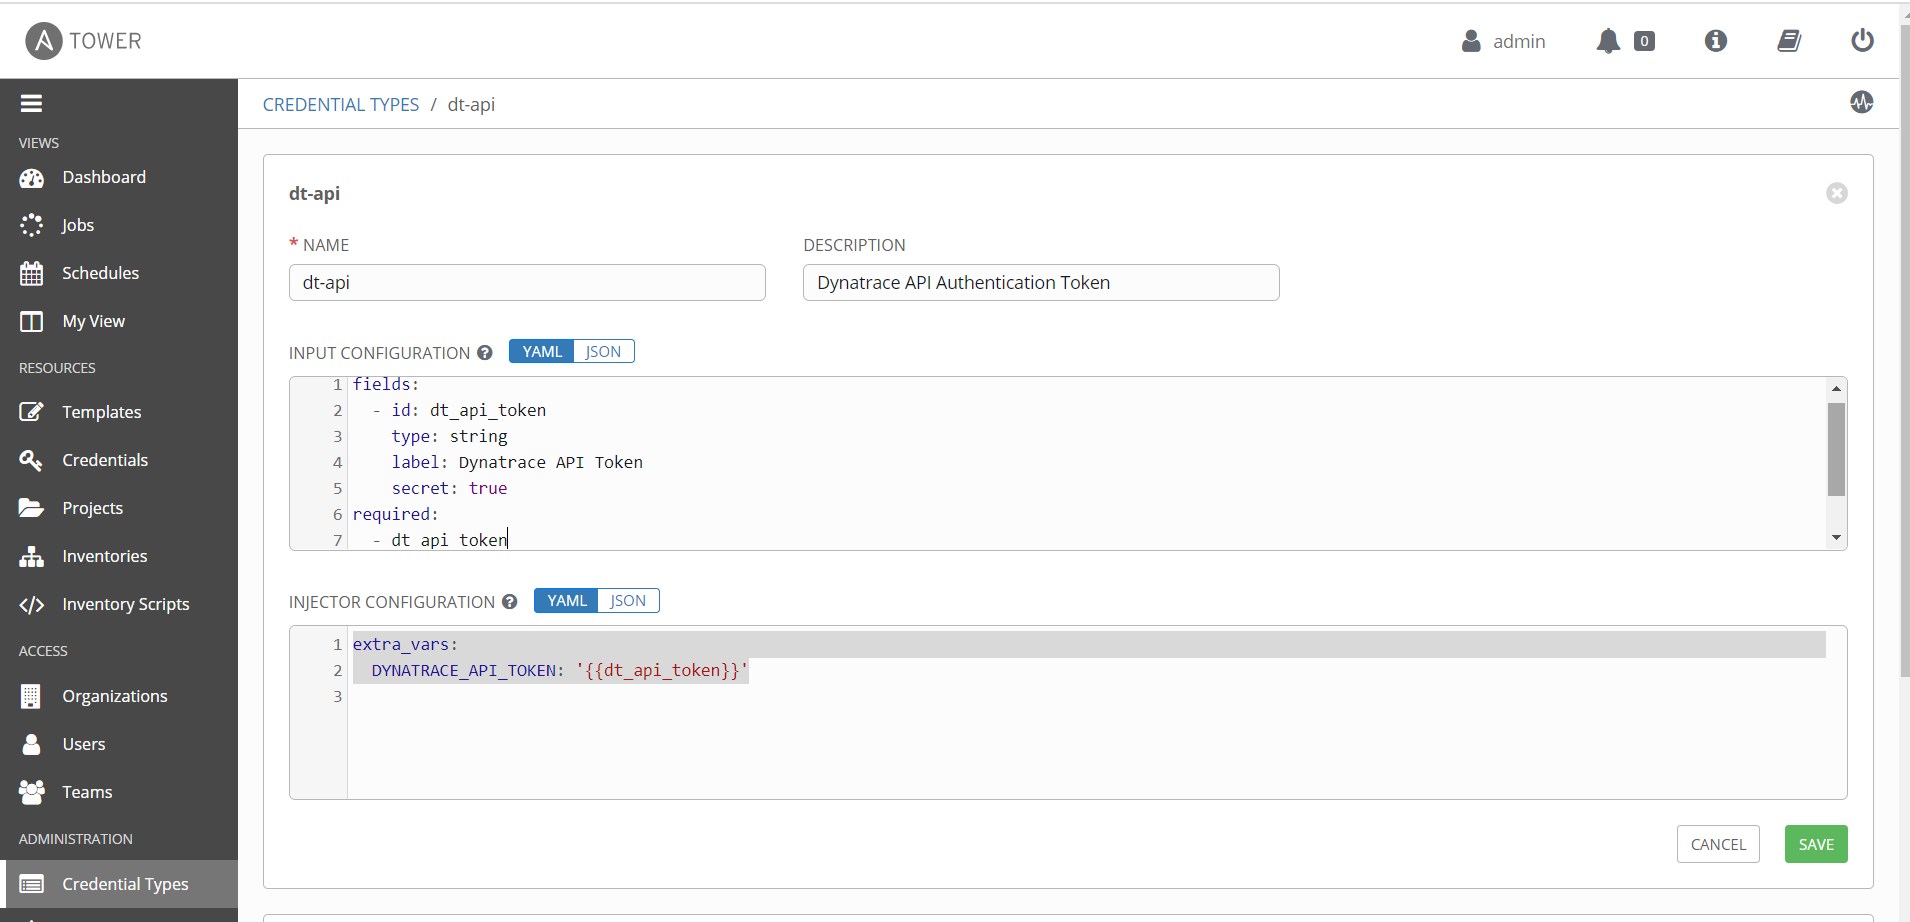 TOWER
admin
0
VIEWS
Dashboard
Jobs
Schedules
My View
RESOURCES
Templates
Credentials
Projects
Inventories
Inventory Scripts
ACCESS
Organizations
Users
Teams
ADMINISTRATION
Credential Types
CREDENTIAL TYPES / dt-api
dt-api
* NAME
dt-api
DESCRIPTION
Dynatrace API Authentication Token
INPUT CONFIGURATION ? YAML JSON
1 fields:
2   - id: dt_api_token
3     type: string
4     label: Dynatrace API Token
5     secret: true
6 required:
7   - dt api token
INJECTOR CONFIGURATION ? YAML JSON
1 extra_vars:
2   DYNATRACE_API_TOKEN: '{{dt_api_token}}'
3
CANCEL SAVE